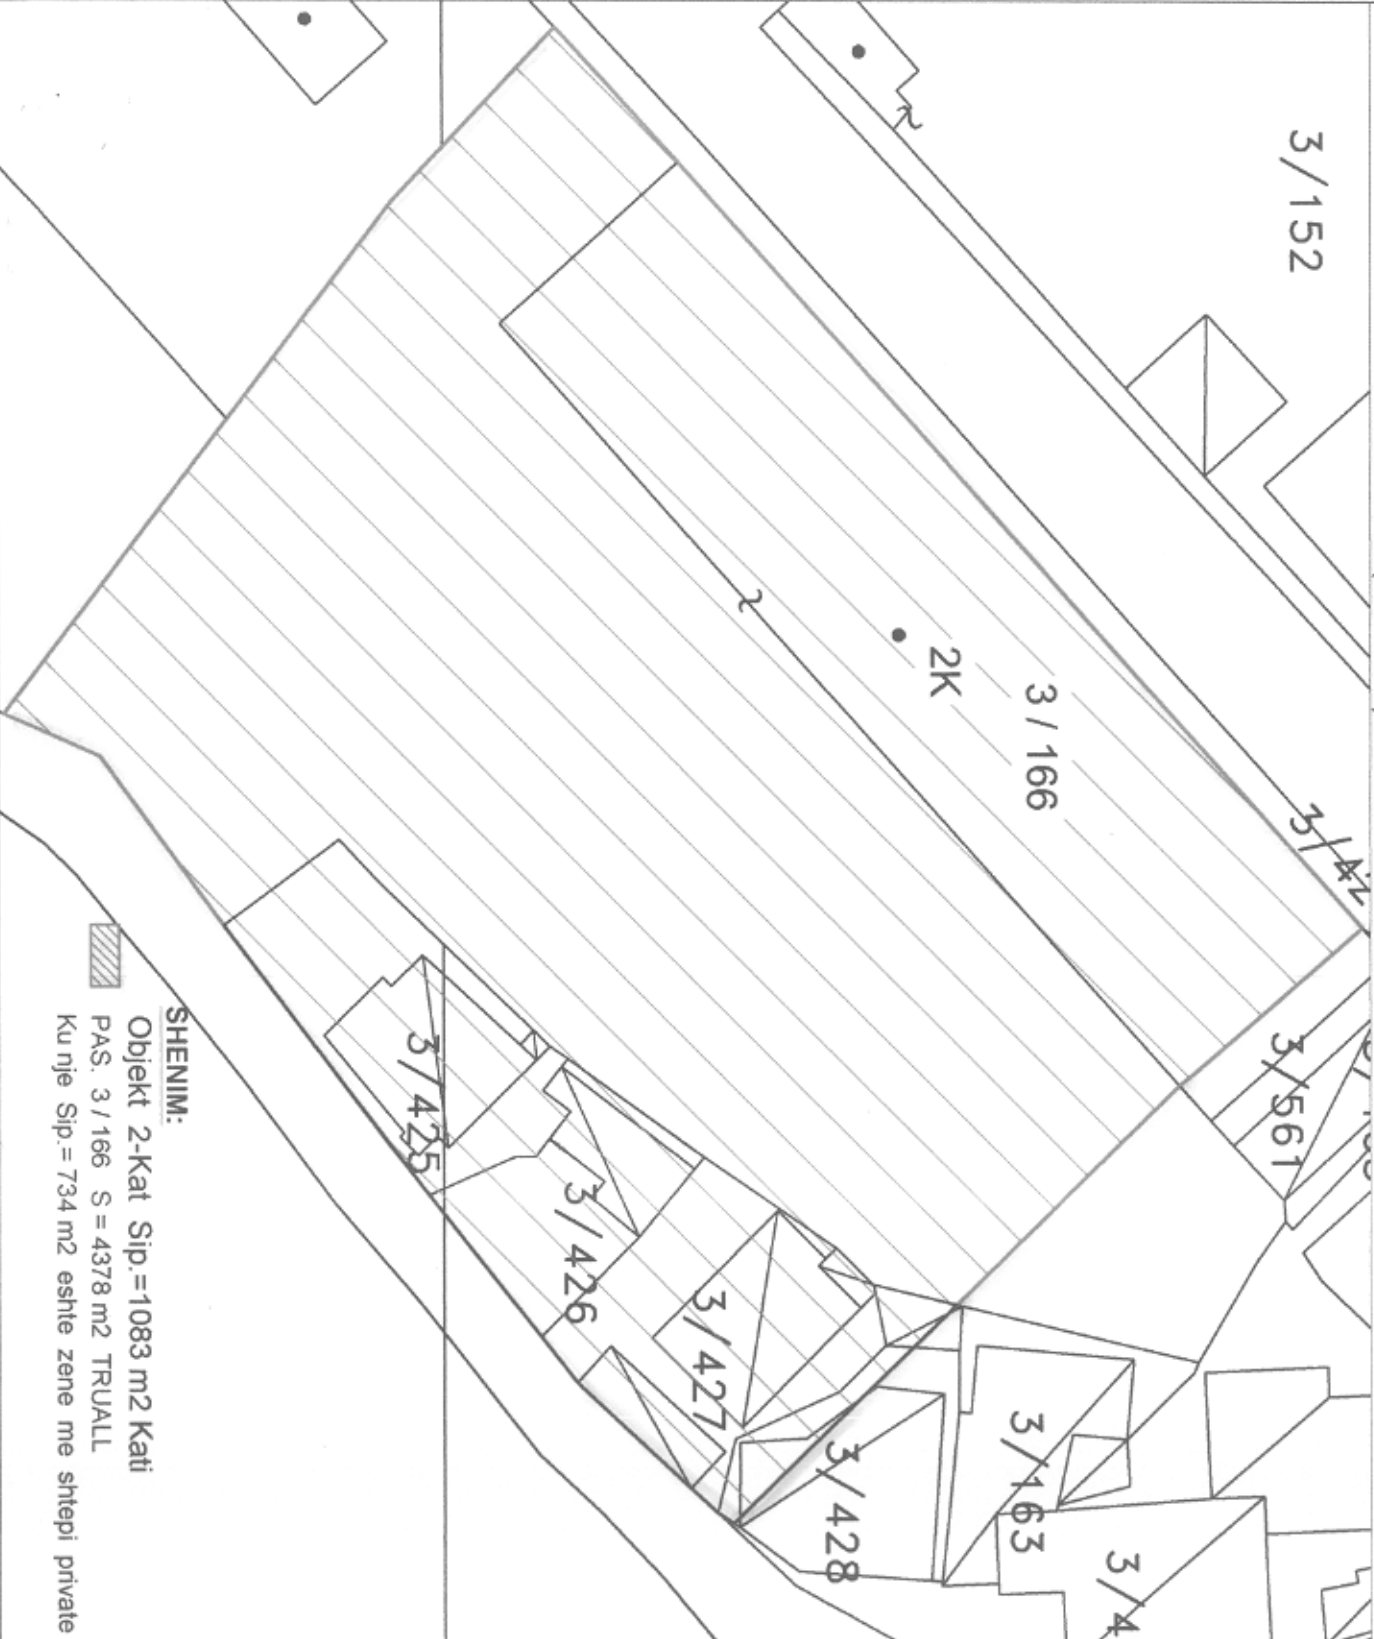 3/152
3/42
3 / 166
2K
3/561
3/425
3/426
3/427
3/428
3/163
3/4
SHENIM:
Objekt 2-Kat Sip.=1083 m2 Kati
PAS. 3 / 166 S = 4378 m2 TRUALL
Ku nje Sip.= 734 m2 eshte zene me shtepi private